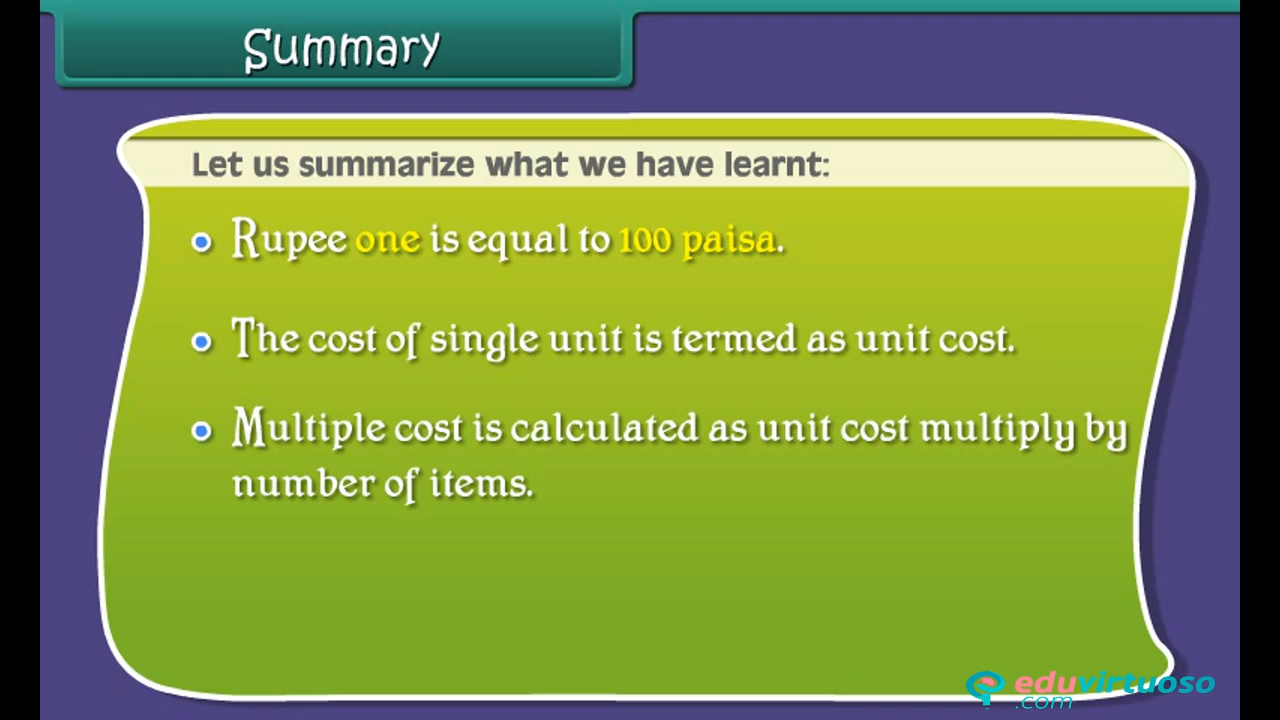 Summary
Let us summarize what we have learnt:
Rupee one is equal to 100 paisa.
The cost of single unit is termed as unit cost.
Multiple cost is calculated as unit cost multiply by
number of items.
eduvirtuoso
.com